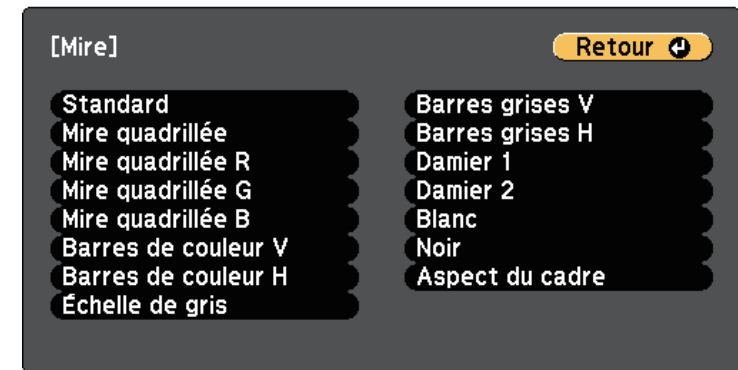 [Mire]
Retour
Standard
Mire quadrillée
Mire quadrillée R
Mire quadrillée G
Mire quadrillée B
Barres de couleur V
Barres de couleur H
Échelle de gris
Barres grises V
Barres grises H
Damier 1
Damier 2
Blanc
Noir
Aspect du cadre